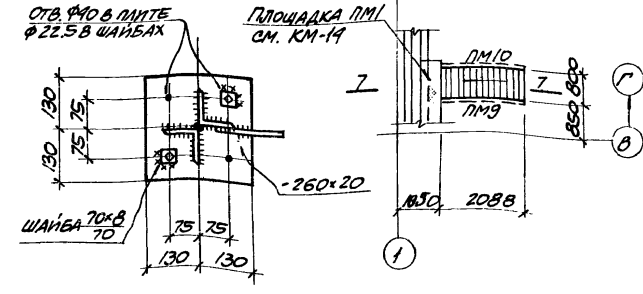 ОТВ. Ф40 В ПЛИТЕ
Ф 22.5 В ШАЙБАХ
ПЛОЩАДКА ПМ1
СМ. КМ-14
ПМ10
7
7
800
Г
130
75
75
130
ПМ9
850
В
-260×20
ШАЙБА 70×8
70
75
75
130
130
1050
2088
1